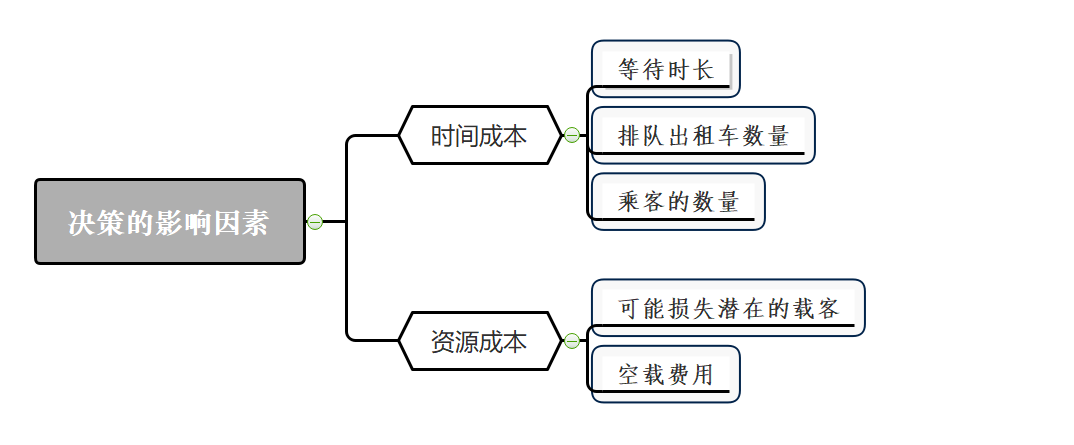 决策的影响因素
时间成本
等待时长
排队出租车数量
乘客的数量
资源成本
可能损失潜在的载客
空载费用